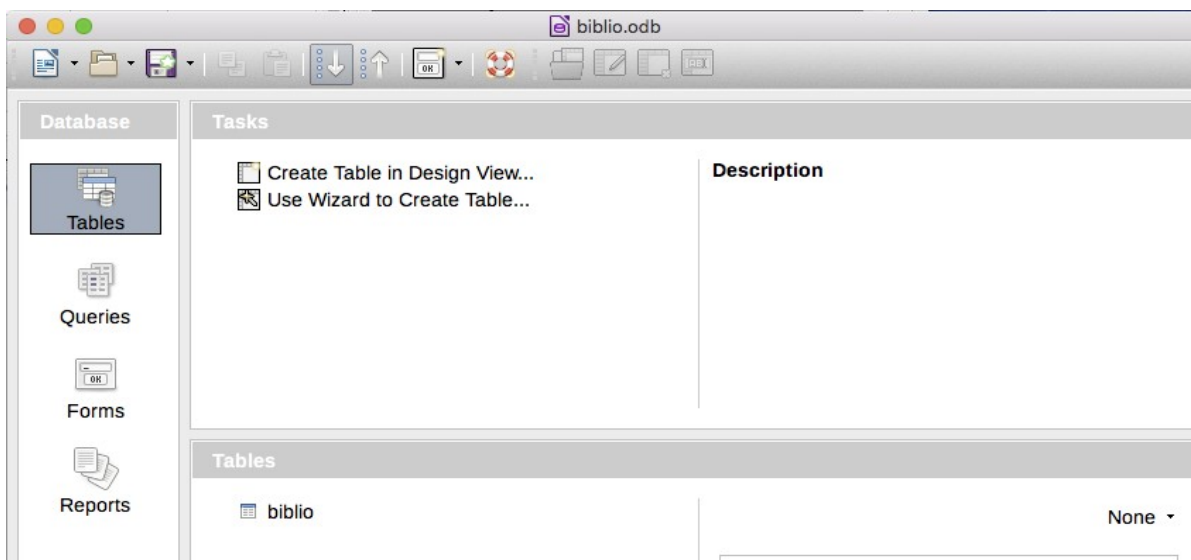 biblio.odb
Database
Tasks
Tables
Queries
Forms
Reports
Create Table in Design View...
Use Wizard to Create Table...
Description
Tables
biblio
None